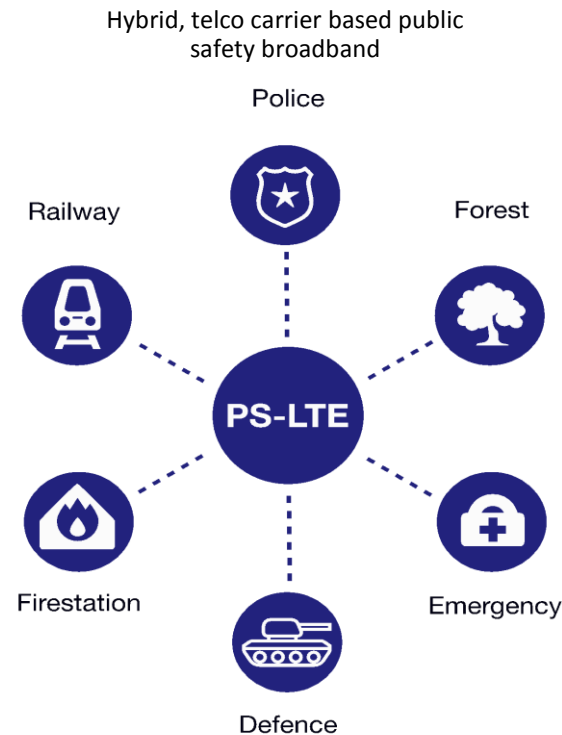 Hybrid, telco carrier based public
safety broadband
Police
Railway
Forest
PS-LTE
Firestation
Emergency
Defence